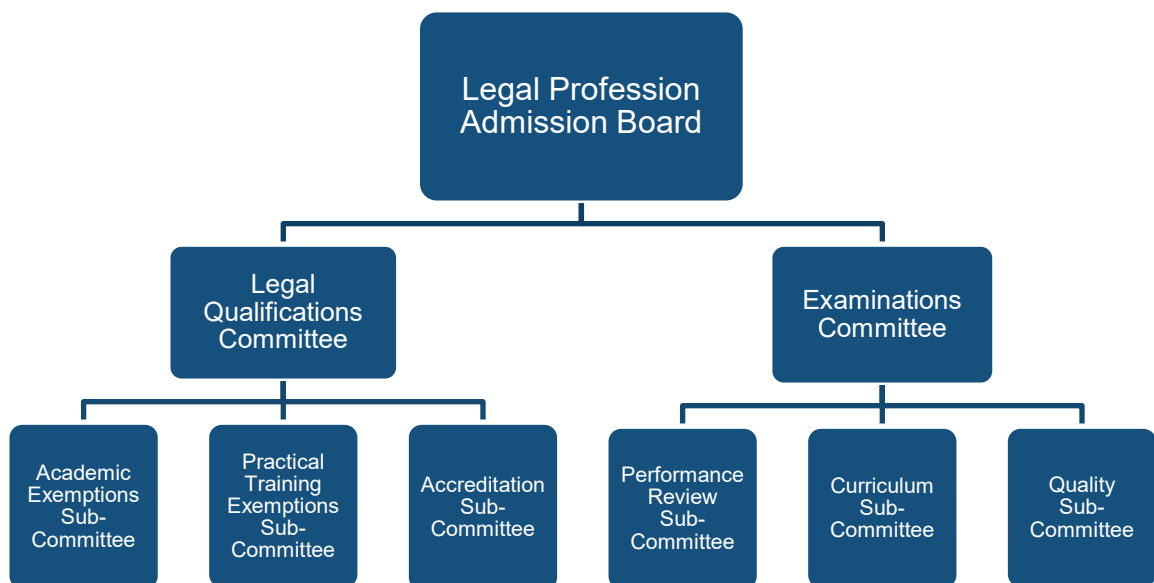 Legal Profession
Admission Board
Legal
Qualifications
Committee
Examinations
Committee
Academic
Exemptions
Sub-
Committee
Practical
Training
Exemptions
Sub-
Committee
Accreditation
Sub-
Committee
Performance
Review
Sub-
Committee
Curriculum
Sub-
Committee
Quality
Sub-
Committee